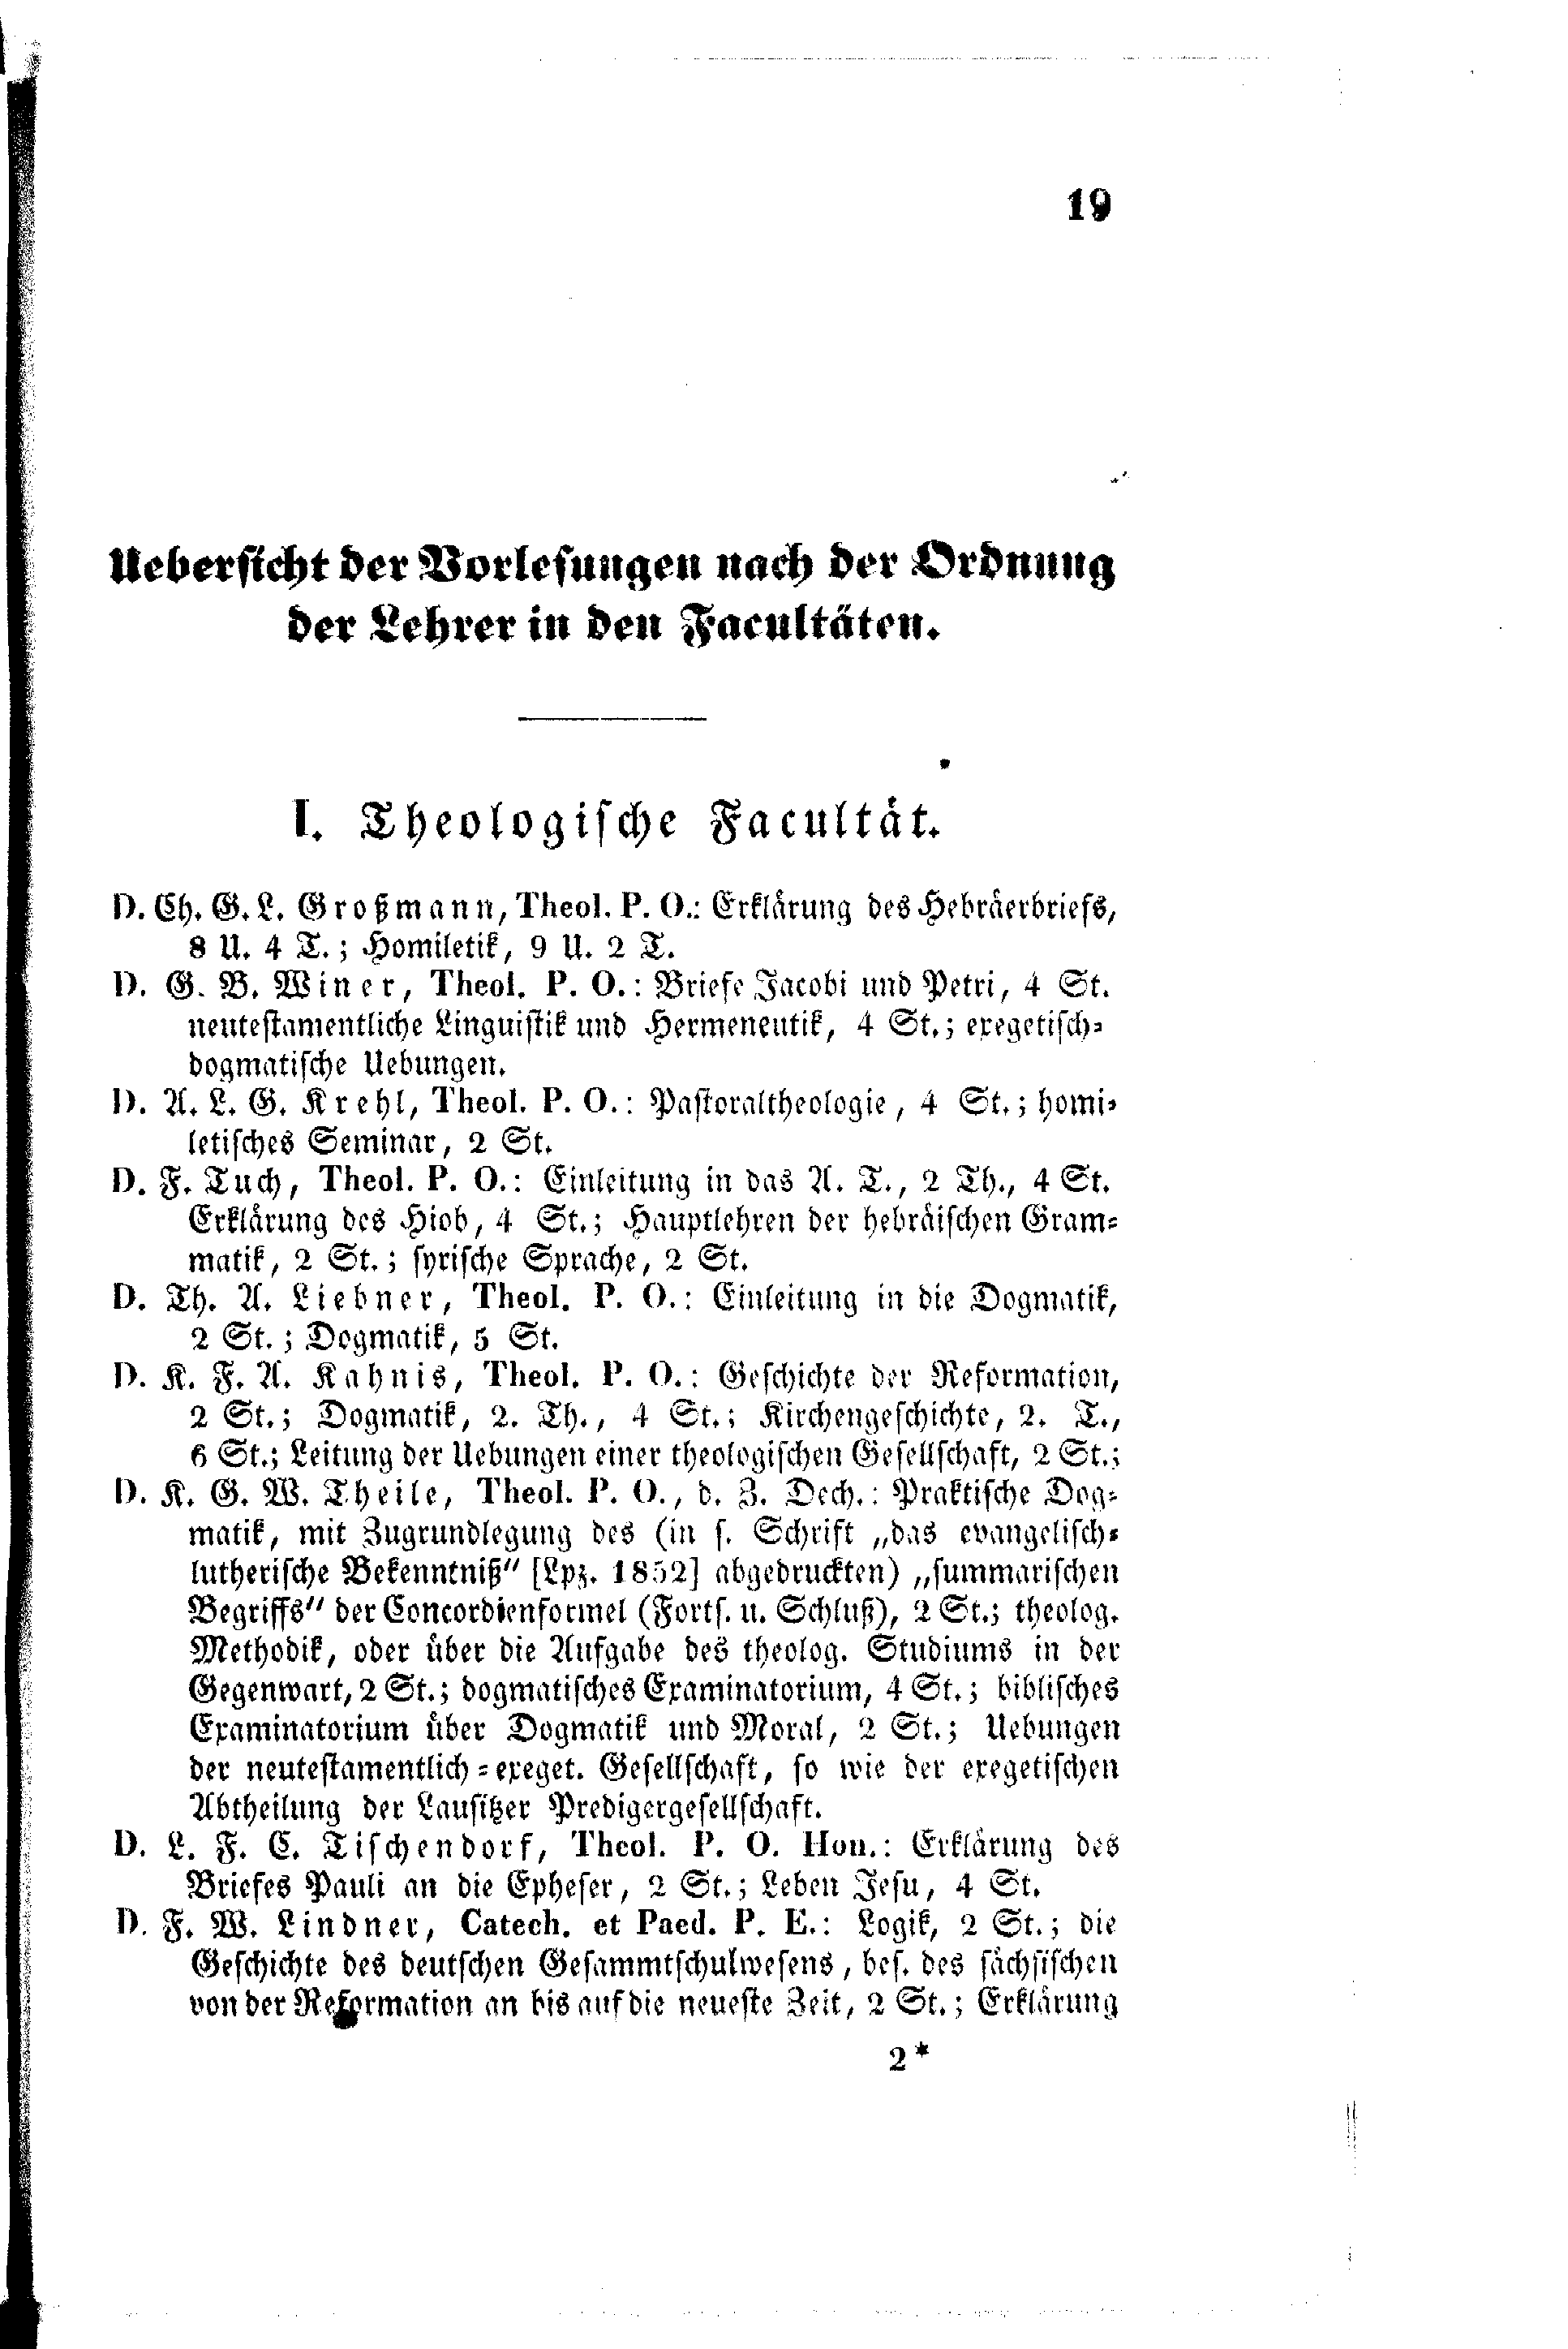 19
Uebersicht der Vorlesungen nach der Ordnung
der Lehrer in den Facultäten.
I. Theologische Facultät.
D. Ch. G. L. Großmann, Theol. P. O.: Erklärung des Hebräerbriefs,
8 U. 4 T.; Homiletik, 9 U. 2 T.
D. G. B. Winer, Theol. P. O.: Briefe Jacobi und Petri, 4 St.
neutestamentliche Linguistik und Hermeneutik, 4 St.; exegetisch-
dogmatische Uebungen.
D. A. L. G. Krehl, Theol. P. O.: Pastoraltheologie, 4 St.; homi-
letisches Seminar, 2 St.
D. F. Tuch, Theol. P. O.: Einleitung in das A. T., 2 Th., 4 St.
Erklärung des Hiob, 4 St.; Hauptlehren der hebräischen Gram-
matik, 2 St.; syrische Sprache, 2 St.
D. Th. A. Liebner, Theol. P. O.: Einleitung in die Dogmatik,
2 St.; Dogmatik, 5 St.
D. K. F. A. Kahnis, Theol. P. O.: Geschichte der Reformation,
2 St.; Dogmatik, 2. Th., 4 St.; Kirchengeschichte, 2. T.,
6 St.; Leitung der Uebungen einer theologischen Gesellschaft, 2 St.;
D. K. G. W. Theile, Theol. P. O., d. Z. Dech.: Praktische Dog-
matik, mit Zugrundlegung des (in s. Schrift „das evangelisch-
lutherische Bekenntniß“ [Lpz. 1852] abgedruckten) „summarischen
Begriffs“ der Concordienformel (Forts. u. Schluß), 2 St.; theolog.
Methodik, oder über die Aufgabe des theolog. Studiums in der
Gegenwart, 2 St.; dogmatisches Examinatorium, 4 St.; biblisches
Examinatorium über Dogmatik und Moral, 2 St.; Uebungen
der neutestamentlich-exeget. Gesellschaft, so wie der exegetischen
Abtheilung der Lausitzer Predigergesellschaft.
D. L. F. C. Tischendorf, Theol. P. O. Hon.: Erklärung des
Briefes Pauli an die Epheser, 2 St.; Leben Jesu, 4 St.
D. F. W. Lindner, Catech. et Paed. P. E.: Logik, 2 St.; die
Geschichte des deutschen Gesammtschulwesens, bes. des sächsischen
von der Reformation an bis auf die neueste Zeit, 2 St.; Erklärung
2*